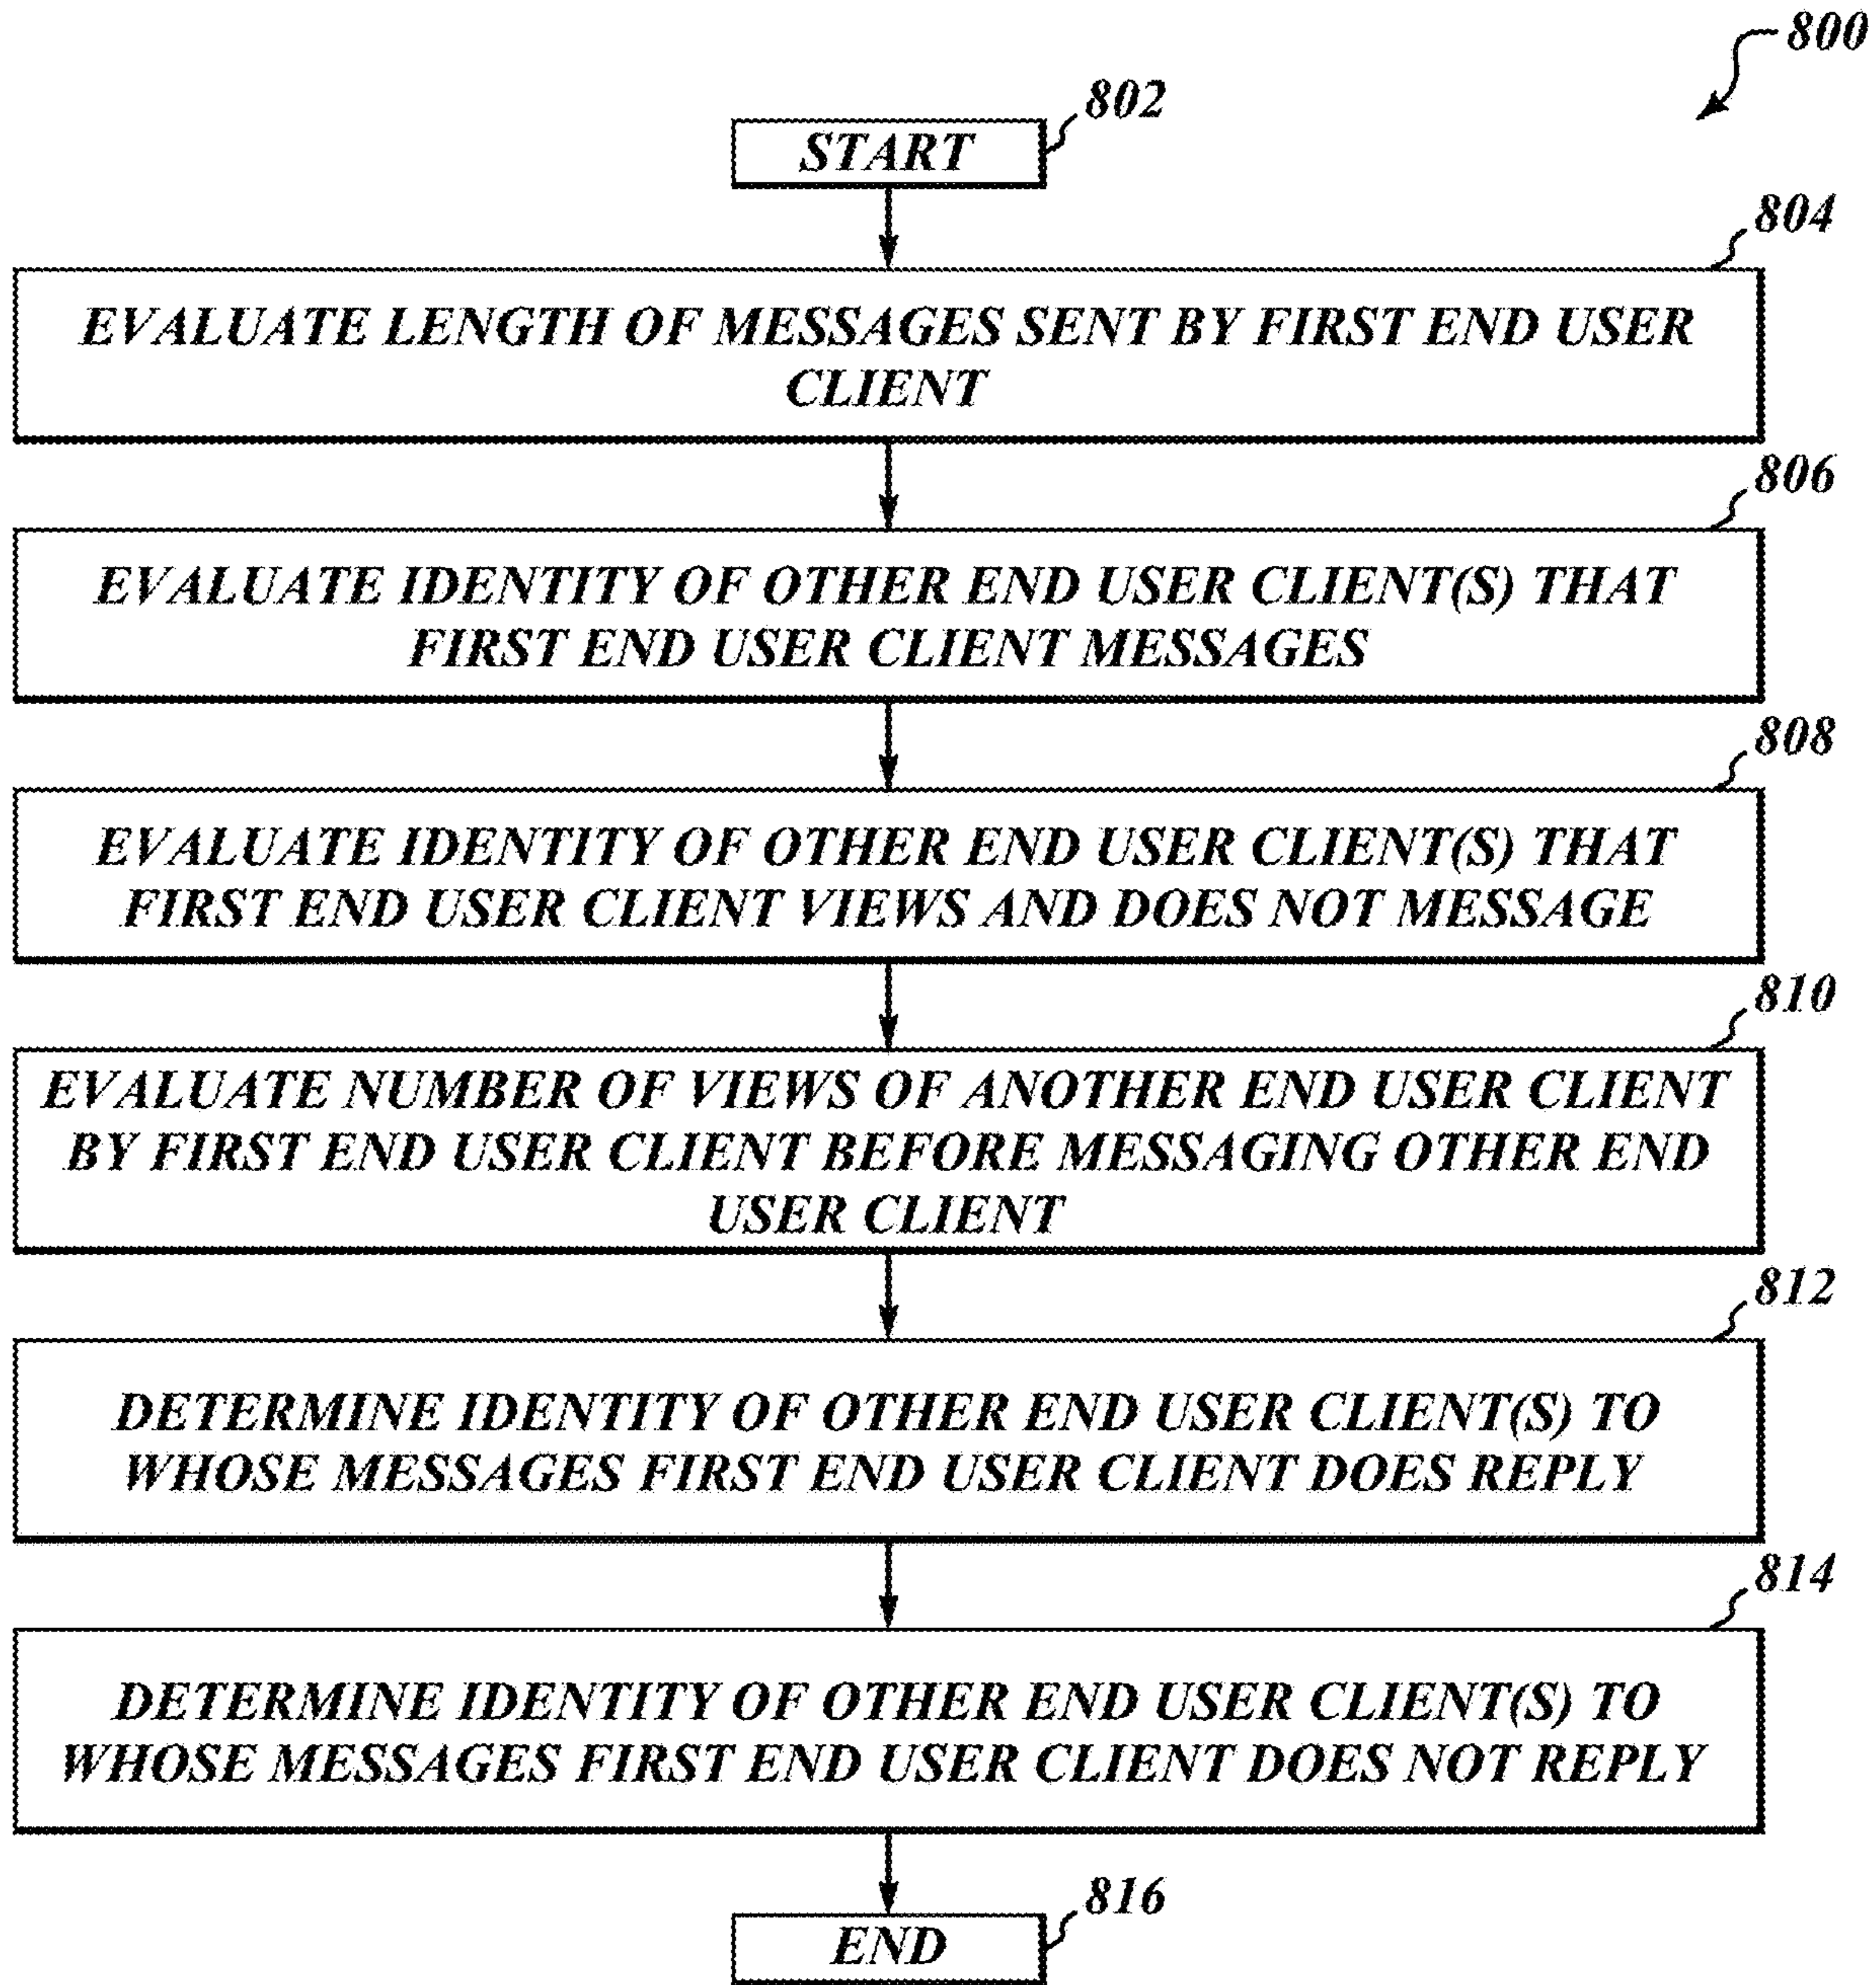 800
802
START
804
EVALUATE LENGTH OF MESSAGES SENT BY FIRST END USER
CLIENT
806
EVALUATE IDENTITY OF OTHER END USER CLIENT(S) THAT
FIRST END USER CLIENT MESSAGES
808
EVALUATE IDENTITY OF OTHER END USER CLIENT(S) THAT
FIRST END USER CLIENT VIEWS AND DOES NOT MESSAGE
810
EVALUATE NUMBER OF VIEWS OF ANOTHER END USER CLIENT
BY FIRST END USER CLIENT BEFORE MESSAGING OTHER END
USER CLIENT
812
DETERMINE IDENTITY OF OTHER END USER CLIENT(S) TO
WHOSE MESSAGES FIRST END USER CLIENT DOES REPLY
814
DETERMINE IDENTITY OF OTHER END USER CLIENT(S) TO
WHOSE MESSAGES FIRST END USER CLIENT DOES NOT REPLY
816
END